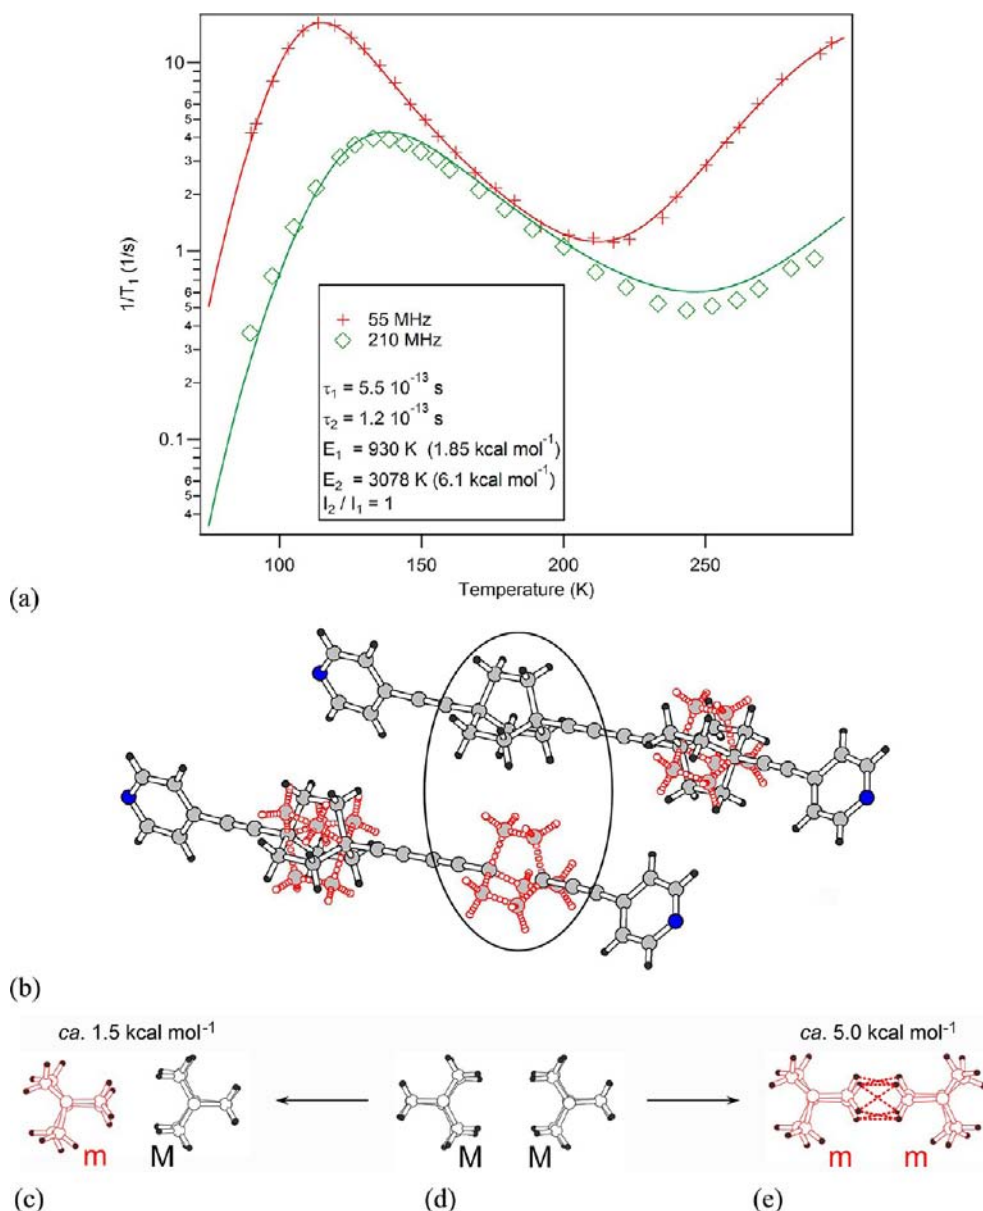 10
6
5
4
3
2
1
6
5
4
3
2
0.1
6
5
4
1/T₁ (1/s)
55 MHz
210 MHz
τ₁ = 5.5 10⁻¹³ s
τ₂ = 1.2 10⁻¹³ s
E₁ = 930 K (1.85 kcal mol⁻¹)
E₂ = 3078 K (6.1 kcal mol⁻¹)
I₂ / I₁ = 1
100 150 200 250
Temperature (K)
(a)
(b)
ca. 1.5 kcal mol⁻¹ ca. 5.0 kcal mol⁻¹
m M M M m m
(c) (d) (e)